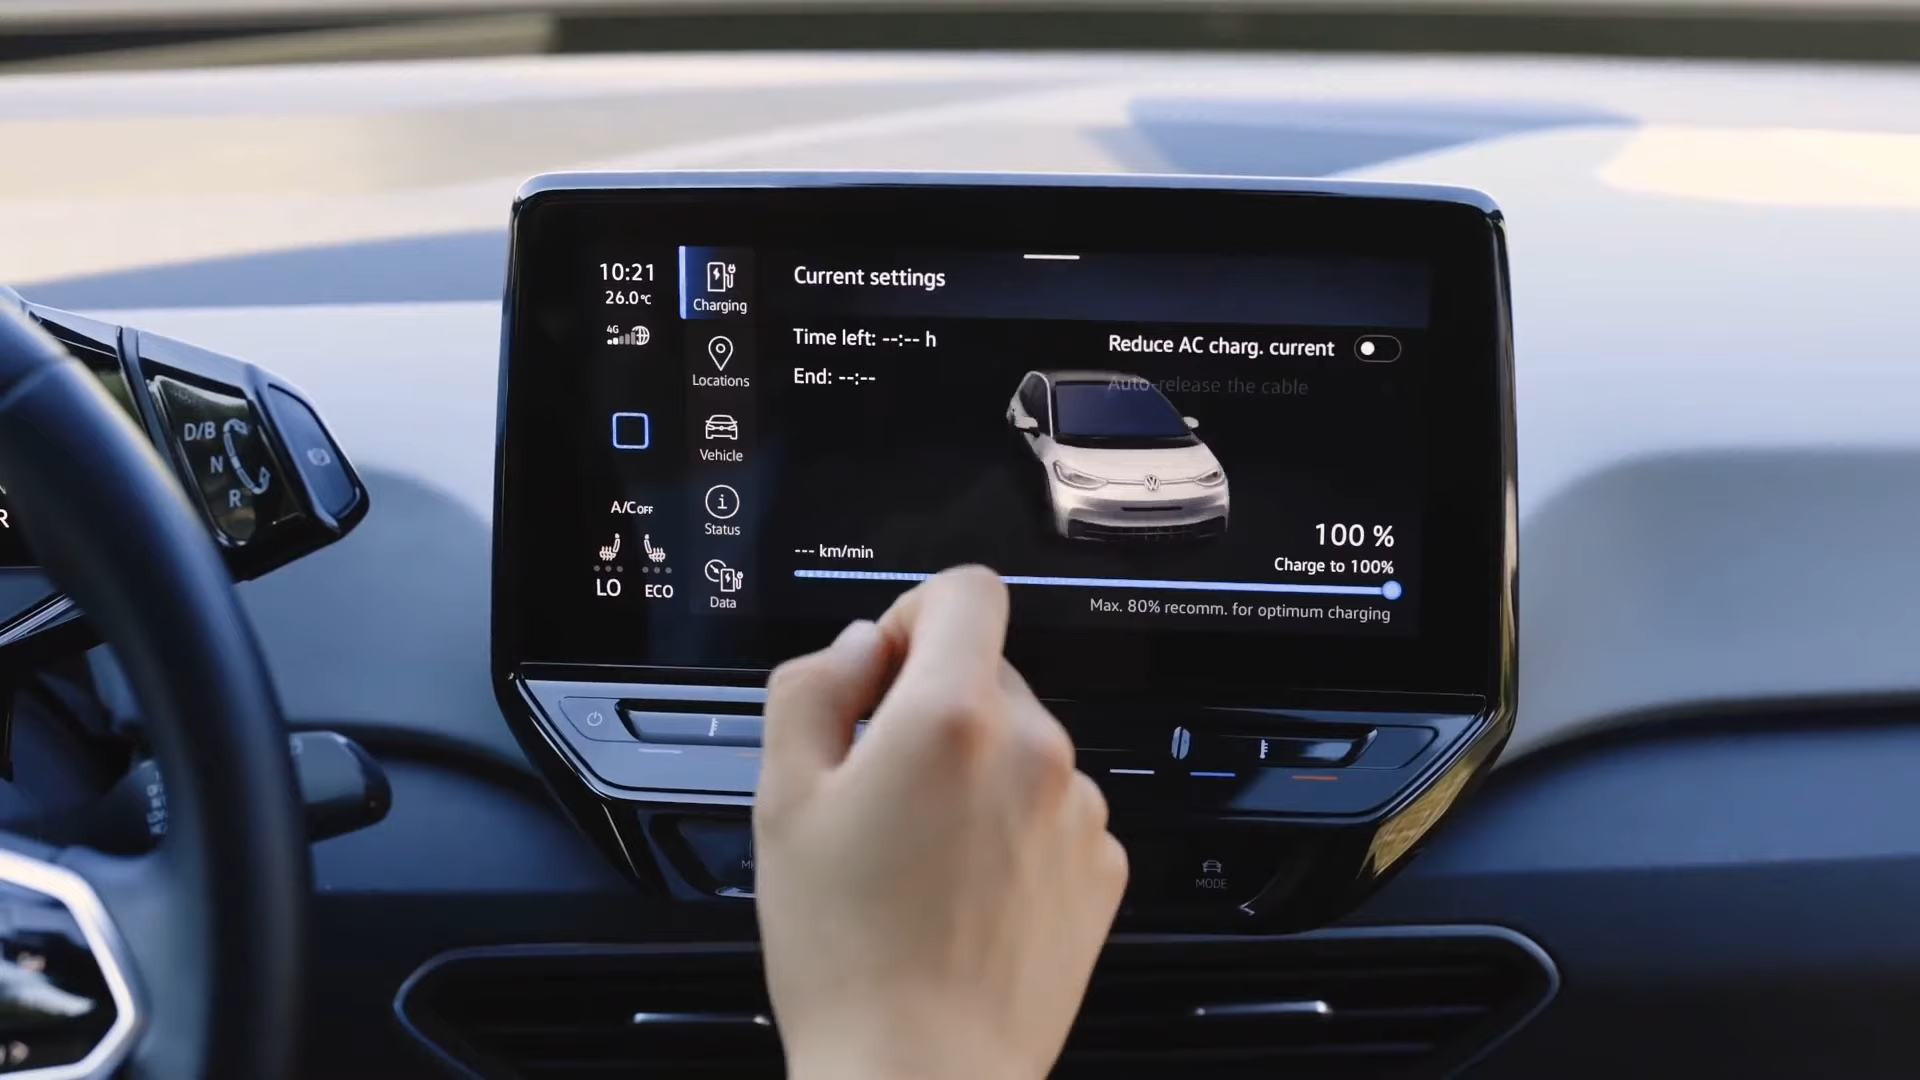 10:21
26.0°C
4G
A/C OFF
LO
ECO
Charging
Locations
Vehicle
Status
Data
Current settings
Time left: --:-- h
End: --:--
Reduce AC charg. current
Auto-release the cable
100 %
Charge to 100%
--- km/min
Max. 80% recomm. for optimum charging
D/B
N
R
R
MODE